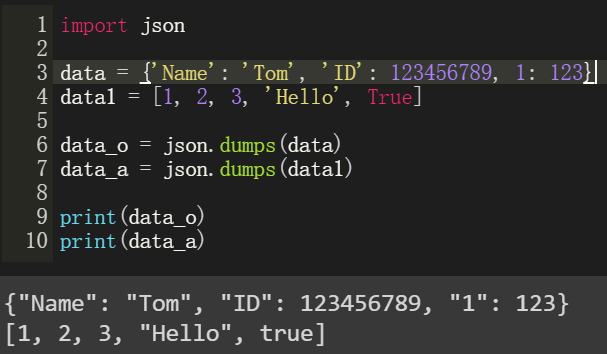 1 import json
2
3 data = {'Name': 'Tom', 'ID': 123456789, 1: 123}
4 data1 = [1, 2, 3, 'Hello', True]
5
6 data_o = json.dumps(data)
7 data_a = json.dumps(data1)
8
9 print(data_o)
10 print(data_a)
{"Name": "Tom", "ID": 123456789, "1": 123}
[1, 2, 3, "Hello", true]